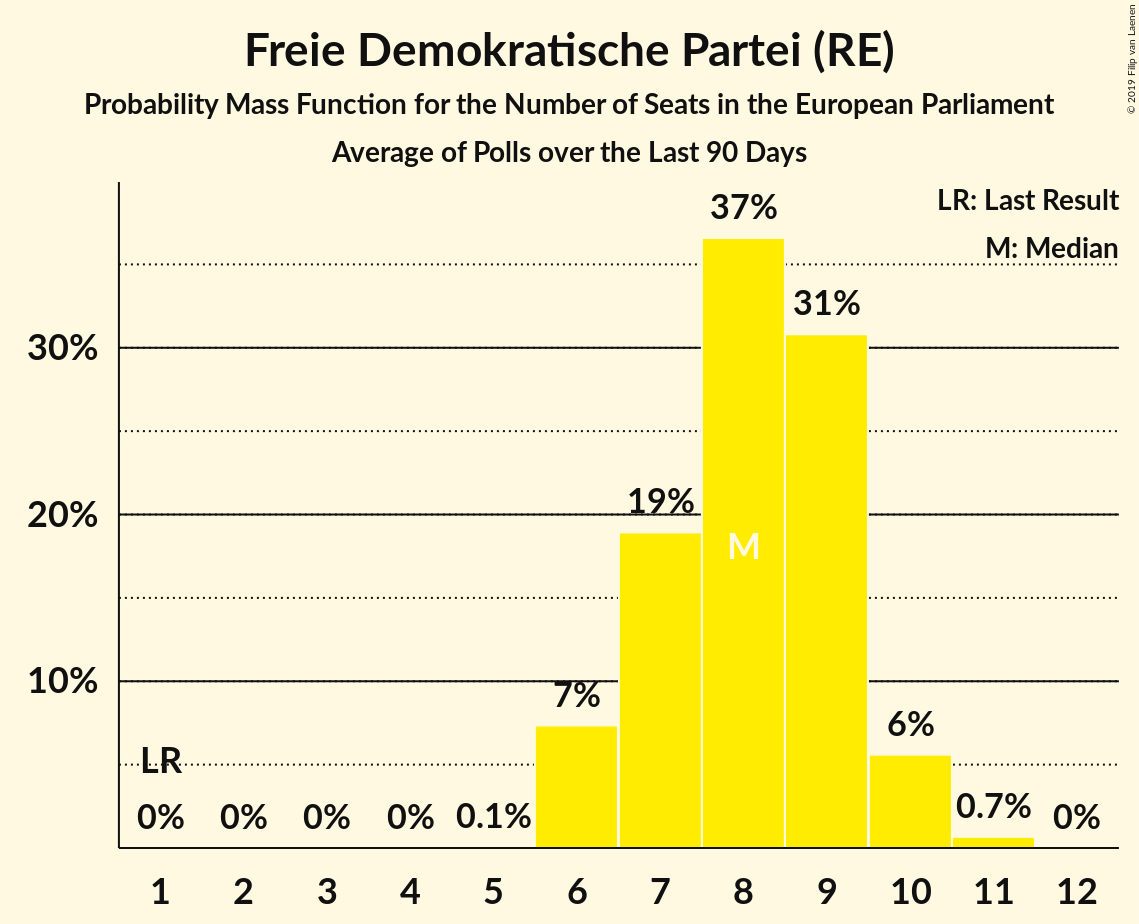 Freie Demokratische Partei (RE)
Probability Mass Function for the Number of Seats in the European Parliament
Average of Polls over the Last 90 Days
© 2019 Filip van Laenen
LR: Last Result
M: Median
37%
31%
30%
19%
20%
M
10%
7%
6%
LR
0% 0% 0% 0% 0.1% 0.7% 0%
1 2 3 4 5 6 7 8 9 10 11 12